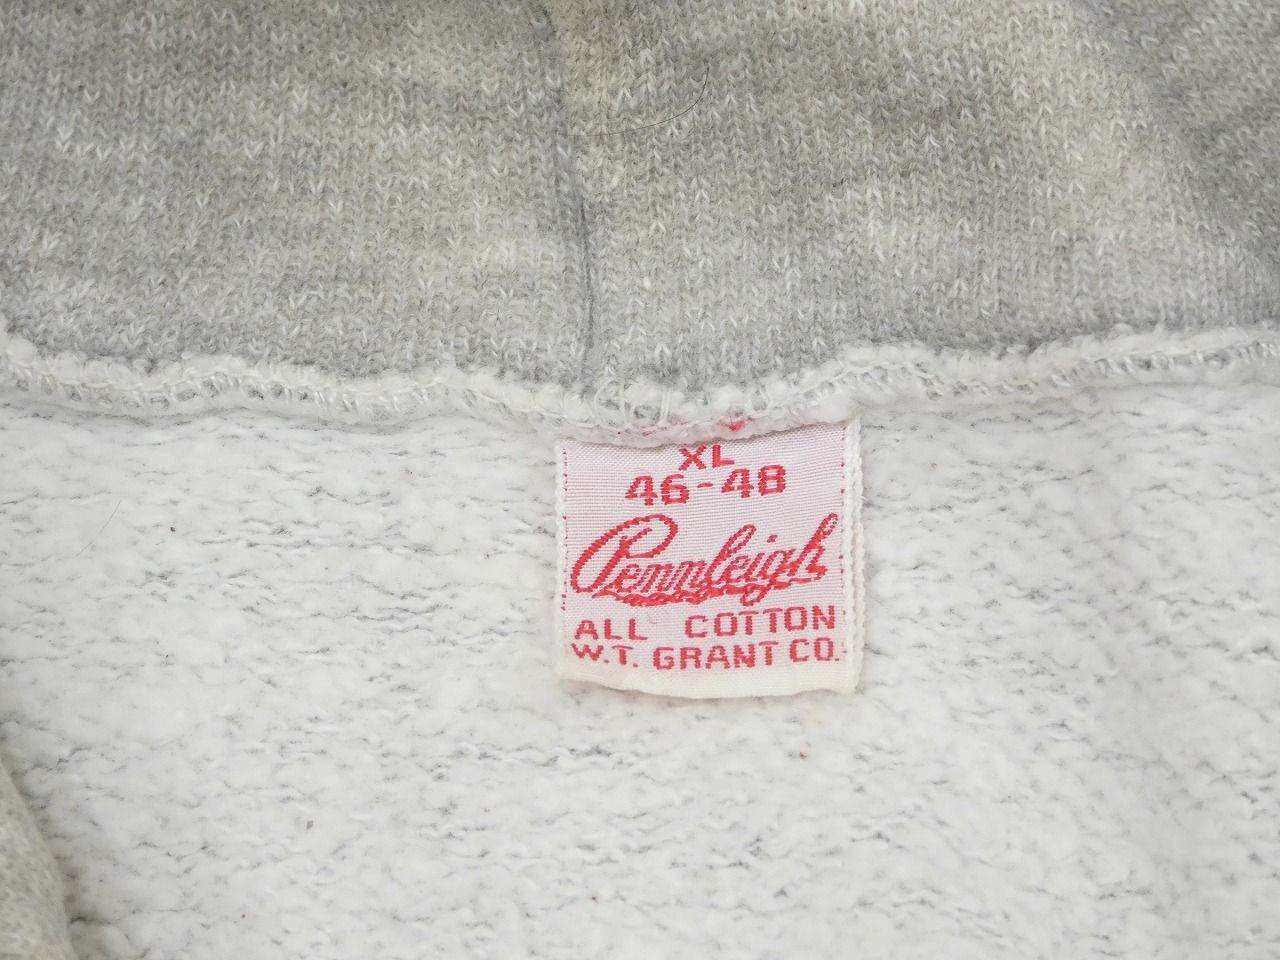 XL
46-48
Pennleigh
ALL COTTON
W.T. GRANT CO.